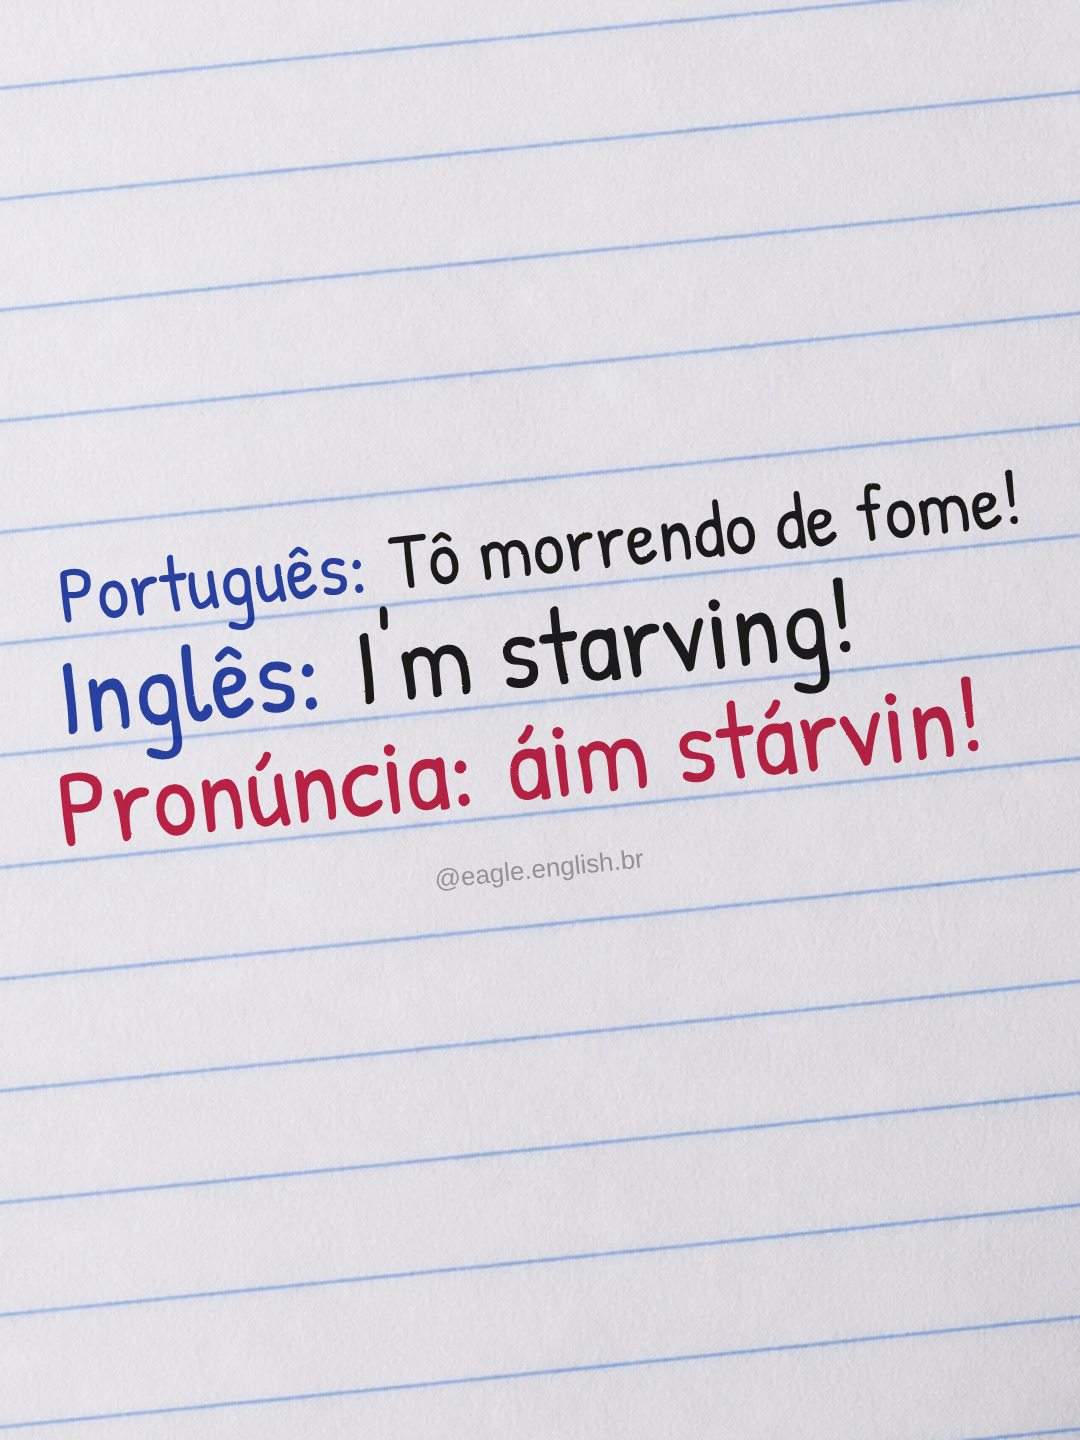 Português: Tô morrendo de fome!
Inglês: I'm starving!
Pronúncia: áim stárvin!
@eagle.english.br